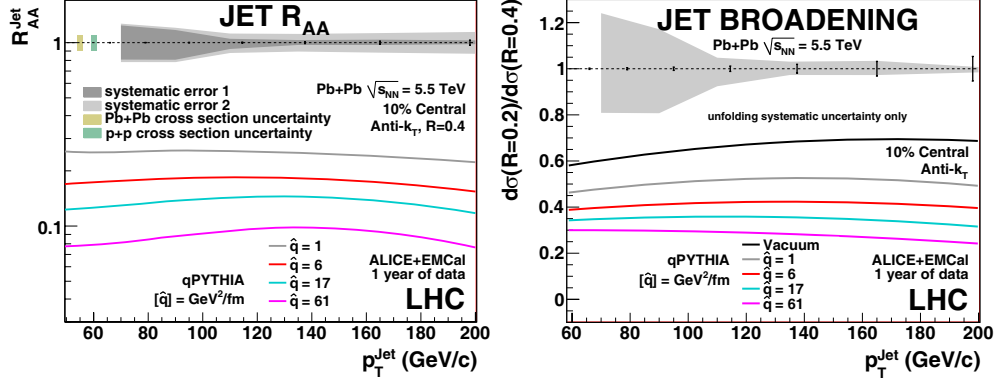 JET R_AA
R_AA^Jet
1
0.1
Pb+Pb √s_NN = 5.5 TeV
10% Central
Anti-k_T, R=0.4
systematic error 1
systematic error 2
Pb+Pb cross section uncertainty
p+p cross section uncertainty
qPYTHIA
[q̂] = GeV²/fm
q̂ = 1
q̂ = 6
q̂ = 17
q̂ = 61
ALICE+EMCal
1 year of data
LHC
60 80 100 120 140 160 180 200
p_T^Jet (GeV/c)
JET BROADENING
dσ(R=0.2)/dσ(R=0.4)
1.2
1
0.8
0.6
0.4
0.2
0
Pb+Pb √s_NN = 5.5 TeV
unfolding systematic uncertainty only
10% Central
Anti-k_T
qPYTHIA
[q̂] = GeV²/fm
Vacuum
q̂ = 1
q̂ = 6
q̂ = 17
q̂ = 61
ALICE+EMCal
1 year of data
LHC
60 80 100 120 140 160 180 200
p_T^Jet (GeV/c)